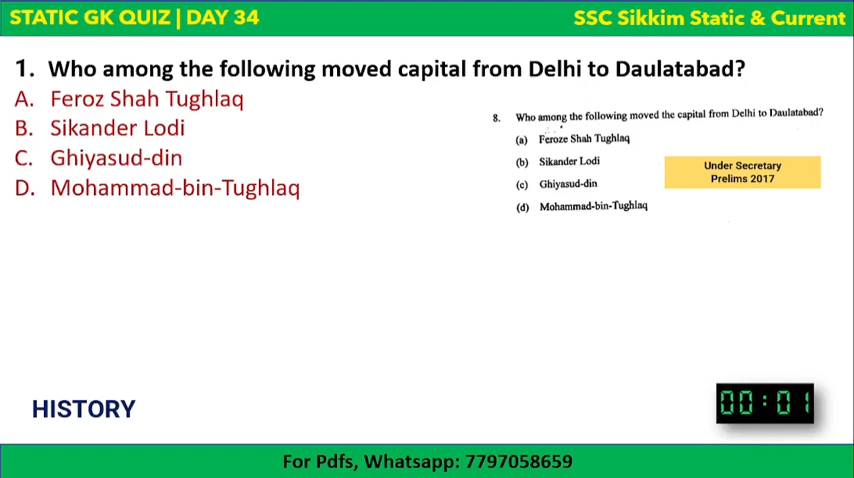 STATIC GK QUIZ | DAY 34
SSC Sikkim Static & Current
1. Who among the following moved capital from Delhi to Daulatabad?
A. Feroz Shah Tughlaq
B. Sikander Lodi
C. Ghiyasud-din
D. Mohammad-bin-Tughlaq
8. Who among the following moved the capital from Delhi to Daulatabad?
(a) Feroze Shah Tughlaq
(b) Sikander Lodi
(c) Ghiyasud-din
(d) Mohammad-bin-Tughlaq
Under Secretary
Prelims 2017
HISTORY
00:01
For Pdfs, Whatsapp: 7797058659